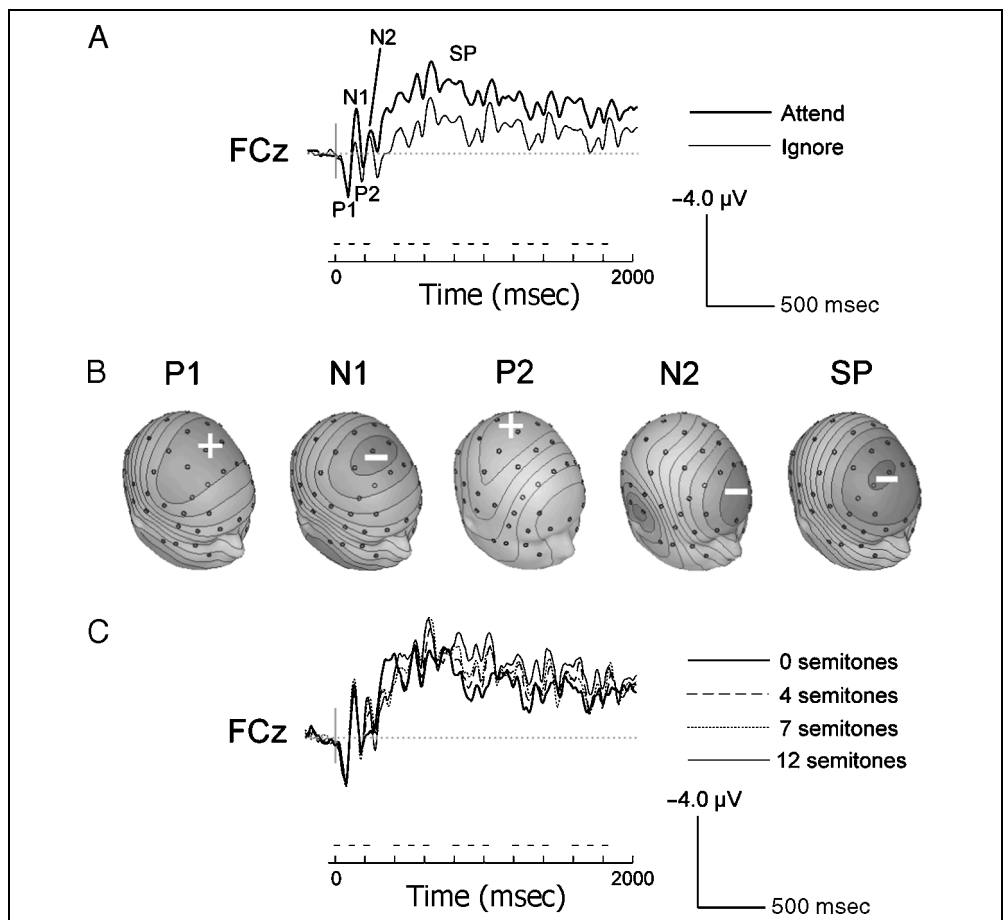 A
N2
SP
N1
Attend
Ignore
FCz
P2
P1
−4.0 µV
0 2000
Time (msec)
500 msec
B P1 N1 P2 N2 SP
+ − + − −
C
0 semitones
4 semitones
7 semitones
12 semitones
FCz
−4.0 µV
0 2000
Time (msec)
500 msec